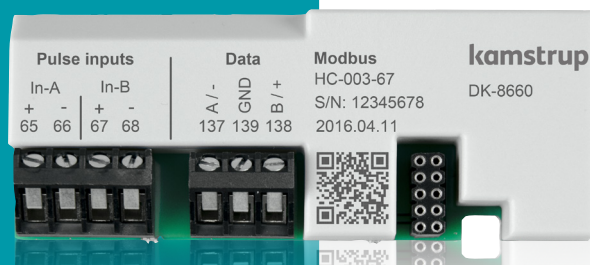 Pulse inputs
In-A In-B
+ - + -
65 66 67 68
Data
A / - GND B / +
137 139 138
Modbus
HC-003-67
S/N: 12345678
2016.04.11
kamstrup
DK-8660